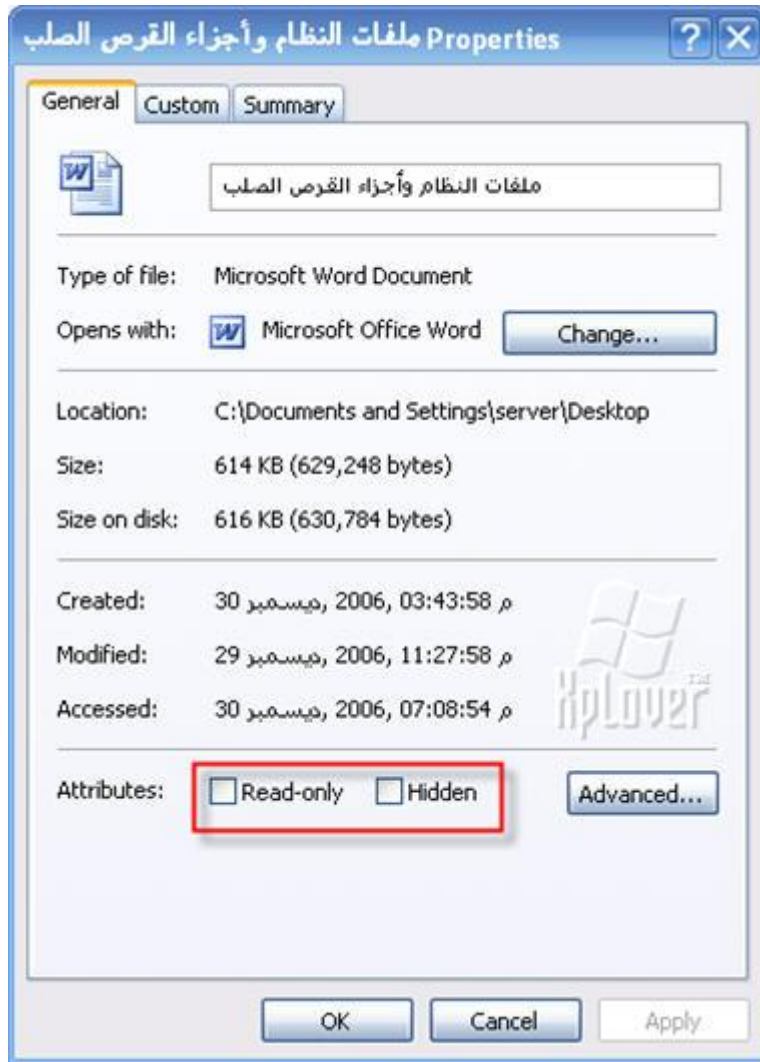 ملفات النظام وأجزاء القرص الصلب Properties
General Custom Summary
ملفات النظام وأجزاء القرص الصلب
Type of file: Microsoft Word Document
Opens with: Microsoft Office Word Change...
Location: C:\Documents and Settings\server\Desktop
Size: 614 KB (629,248 bytes)
Size on disk: 616 KB (630,784 bytes)
Created: 30 ديسمبر, 2006, 03:43:58 م
Modified: 29 ديسمبر, 2006, 11:27:58 م
Accessed: 30 ديسمبر, 2006, 07:08:54 م
XpLover™
Attributes: Read-only Hidden Advanced...
OK Cancel Apply